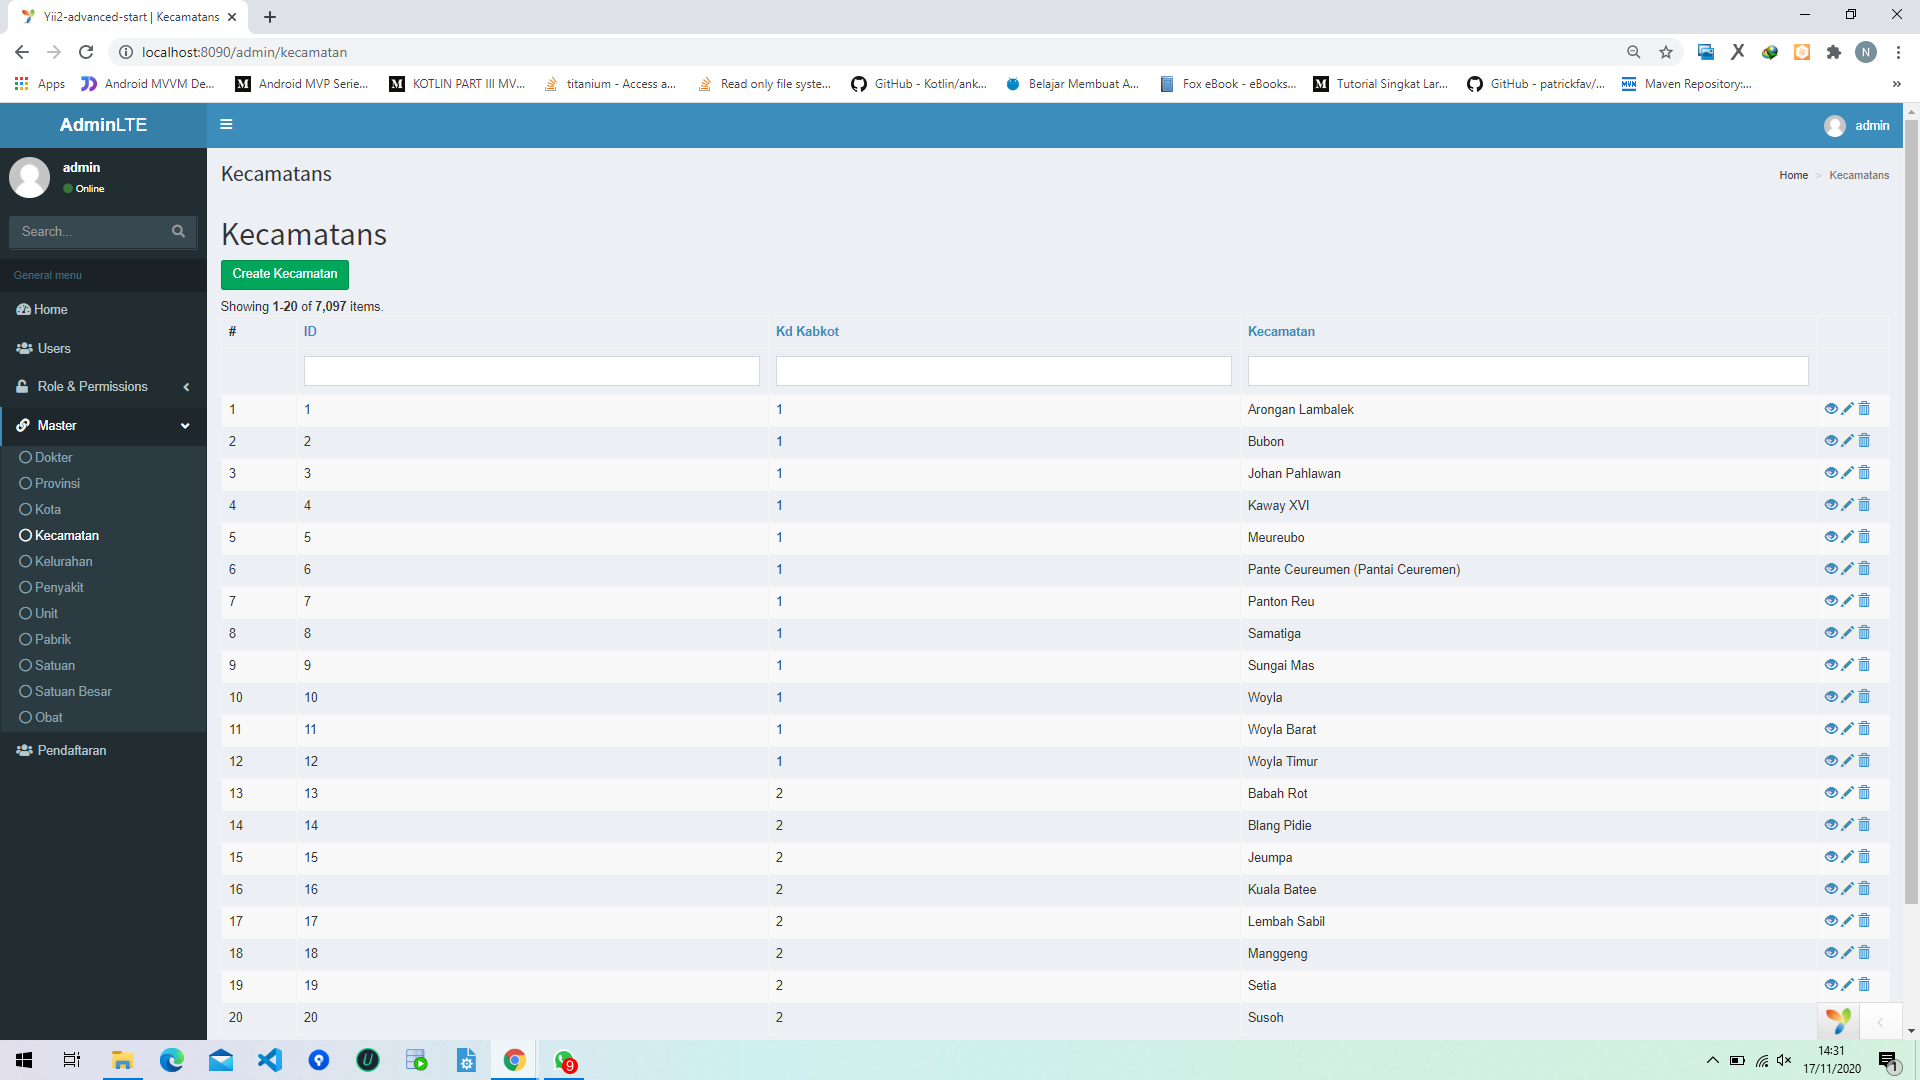 Yii2-advanced-start | Kecamatans
localhost:8090/admin/kecamatan
N
Apps
Android MVVM De...
Android MVP Serie...
KOTLIN PART III MV...
titanium - Access a...
Read only file syste...
GitHub - Kotlin/ank...
Belajar Membuat A...
Fox eBook - eBooks...
Tutorial Singkat Lar...
GitHub - patrickfav/...
Maven Repository:...
AdminLTE
admin
admin
Online
Search...
General menu
Home
Users
Role & Permissions
Master
Dokter
Provinsi
Kota
Kecamatan
Kelurahan
Penyakit
Unit
Pabrik
Satuan
Satuan Besar
Obat
Pendaftaran
Kecamatans
Home > Kecamatans
Kecamatans
Create Kecamatan
Showing 1-20 of 7,097 items.
# ID Kd Kabkot Kecamatan
1 1 1 Arongan Lambalek
2 2 1 Bubon
3 3 1 Johan Pahlawan
4 4 1 Kaway XVI
5 5 1 Meureubo
6 6 1 Pante Ceureumen (Pantai Ceuremen)
7 7 1 Panton Reu
8 8 1 Samatiga
9 9 1 Sungai Mas
10 10 1 Woyla
11 11 1 Woyla Barat
12 12 1 Woyla Timur
13 13 2 Babah Rot
14 14 2 Blang Pidie
15 15 2 Jeumpa
16 16 2 Kuala Batee
17 17 2 Lembah Sabil
18 18 2 Manggeng
19 19 2 Setia
20 20 2 Susoh
9
14:31
17/11/2020
1